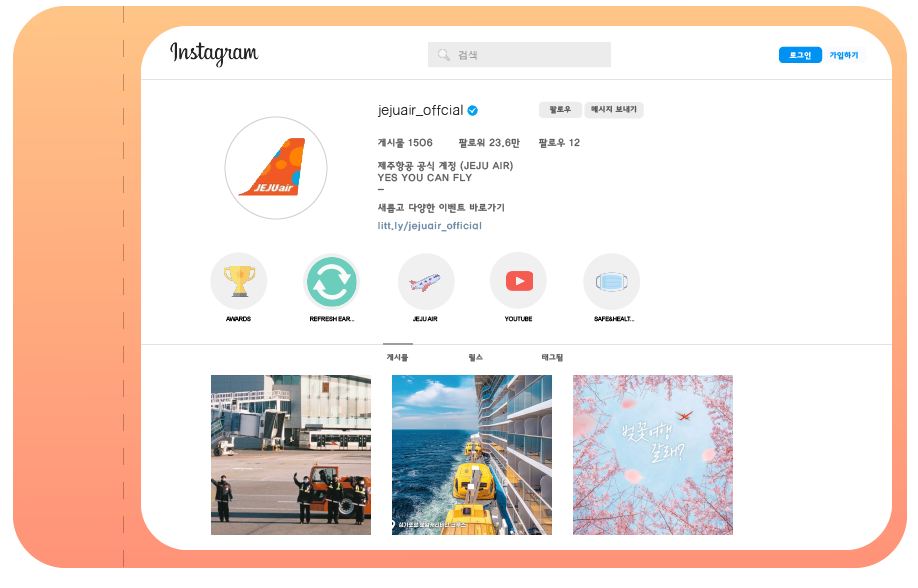 Instagram
검색
로그인 가입하기
jejuair_offcial
팔로우 메시지 보내기
게시물 1506 팔로워 23.6만 팔로우 12
제주항공 공식 계정 (JEJU AIR)
YES YOU CAN FLY
–
새롭고 다양한 이벤트 바로가기
litt.ly/jejuair_official
JEJUair
AWARDS REFRESH EAR... JEJU AIR YOUTUBE SAFE&HEALT...
게시물 릴스 태그됨
벚꽃여행
갈래?